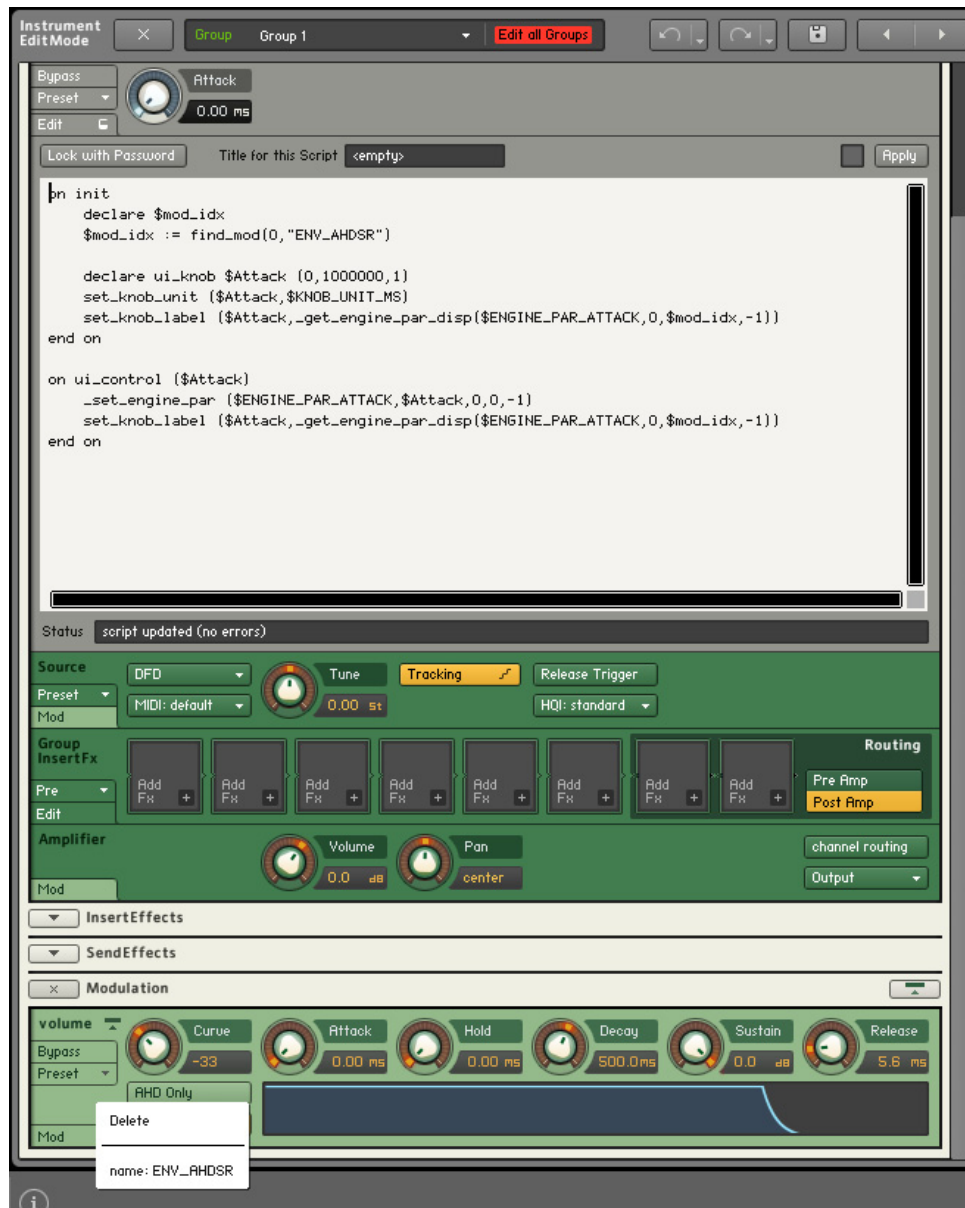 Instrument
EditMode
Group Group 1 Edit all Groups
Bypass
Preset
Edit
Attack
0.00 ms
Lock with Password Title for this Script <empty> Apply
on init
declare $mod_idx
$mod_idx := find_mod(0,"ENV_AHDSR")
declare ui_knob $Attack (0,1000000,1)
set_knob_unit ($Attack,$KNOB_UNIT_MS)
set_knob_label ($Attack,_get_engine_par_disp($ENGINE_PAR_ATTACK,0,$mod_idx,-1))
end on
on ui_control ($Attack)
_set_engine_par ($ENGINE_PAR_ATTACK,$Attack,0,0,-1)
set_knob_label ($Attack,_get_engine_par_disp($ENGINE_PAR_ATTACK,0,$mod_idx,-1))
end on
Status script updated (no errors)
Source
Preset
Mod
DFD Tune Tracking Release Trigger
MIDI: default 0.00 st HQI: standard
Group
InsertFx
Pre
Edit
Add Fx + Add Fx + Add Fx + Add Fx + Add Fx + Add Fx + Add Fx + Add Fx +
Routing
Pre Amp
Post Amp
Amplifier
Mod
Volume Pan channel routing
0.0 dB center Output
InsertEffects
SendEffects
Modulation
volume
Bypass
Preset
Mod
Curve Attack Hold Decay Sustain Release
-33 0.00 ms 0.00 ms 500.0ms 0.0 dB 5.6 ms
AHD Only
Delete
name: ENV_AHDSR